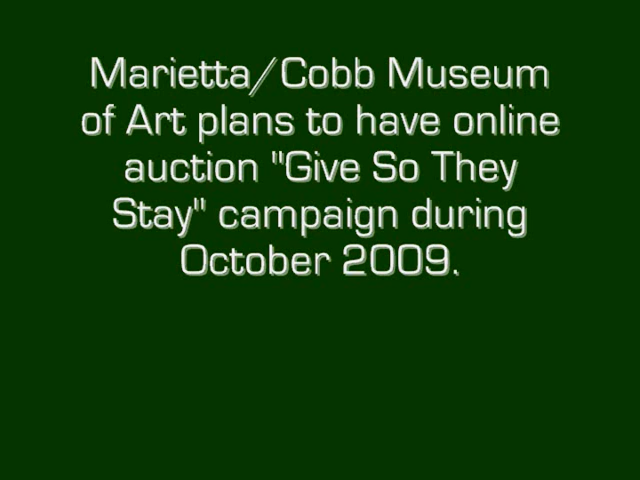 Marietta/Cobb Museum
of Art plans to have online
auction "Give So They
Stay" campaign during
October 2009.